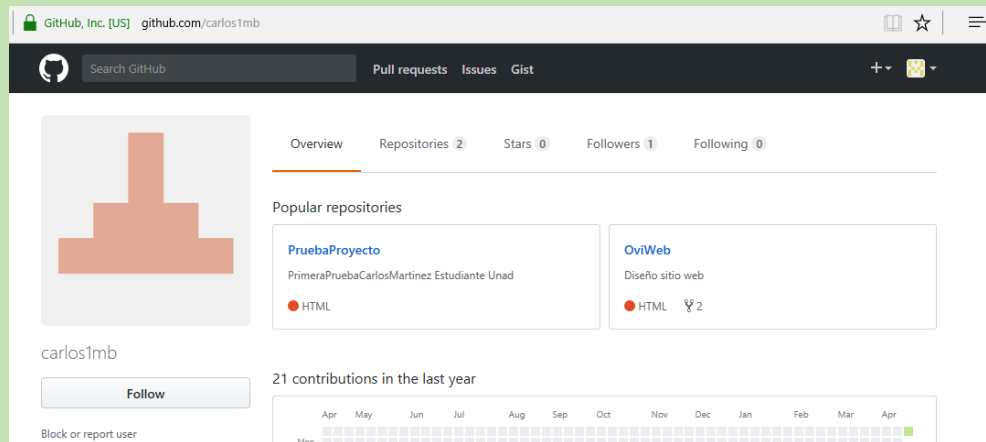 GitHub, Inc. [US] github.com/carlos1mb
Search GitHub Pull requests Issues Gist
Overview Repositories 2 Stars 0 Followers 1 Following 0
Popular repositories
PruebaProyecto
PrimeraPruebaCarlosMartinez Estudiante Unad
HTML
OviWeb
Diseño sitio web
HTML 2
carlos1mb
Follow
Block or report user
21 contributions in the last year
Apr May Jun Jul Aug Sep Oct Nov Dec Jan Feb Mar Apr
Mon